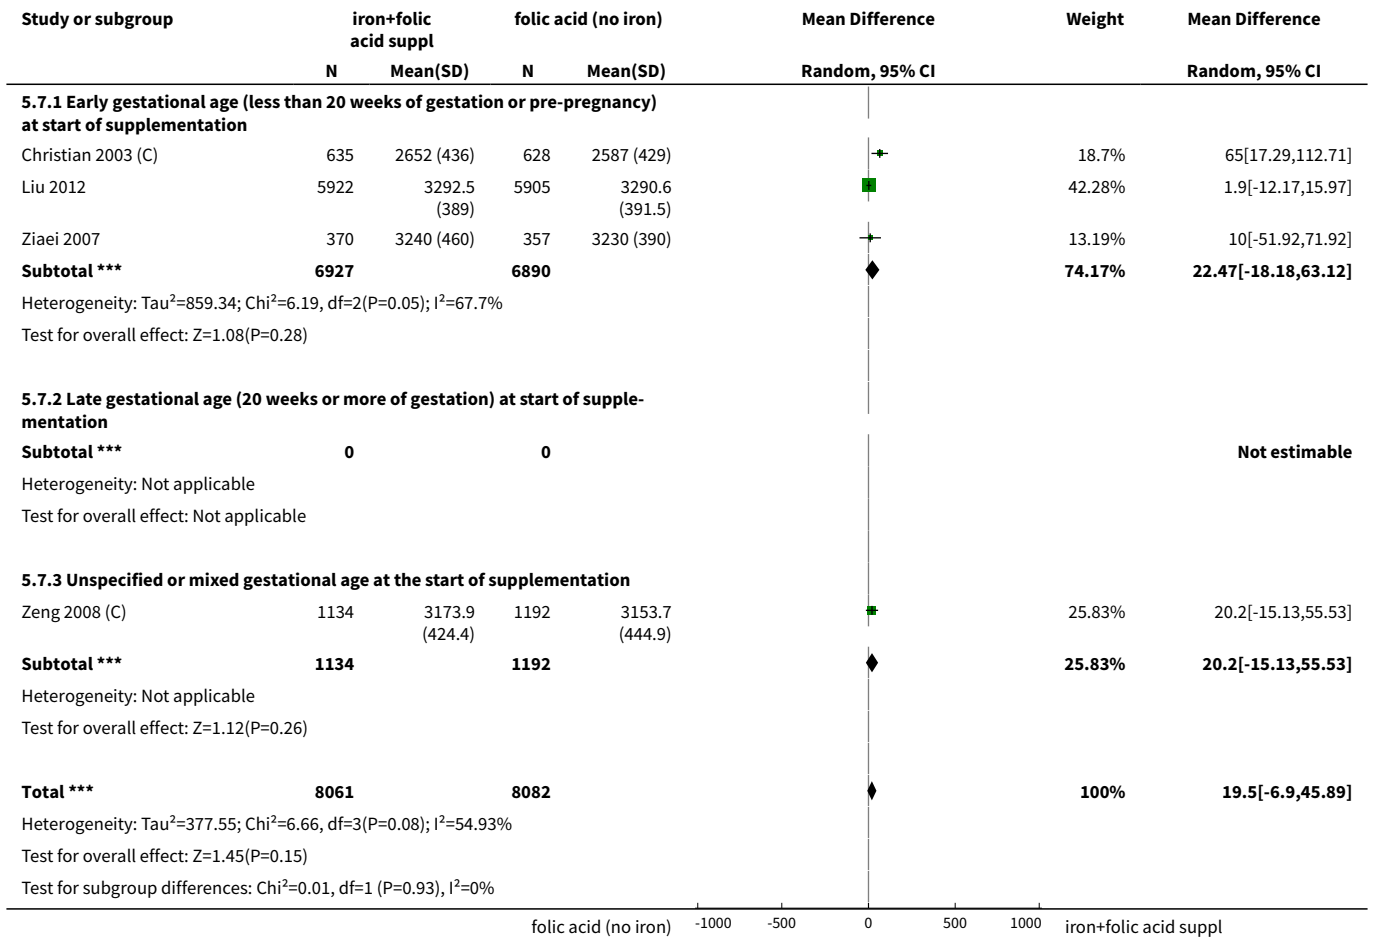 Study or subgroup iron+folic acid suppl folic acid (no iron) Mean Difference Weight Mean Difference
N Mean(SD) N Mean(SD) Random, 95% CI Random, 95% CI
5.7.1 Early gestational age (less than 20 weeks of gestation or pre-pregnancy)
at start of supplementation
Christian 2003 (C) 635 2652 (436) 628 2587 (429) 18.7% 65[17.29,112.71]
Liu 2012 5922 3292.5 (389) 5905 3290.6 (391.5) 42.28% 1.9[-12.17,15.97]
Ziaei 2007 370 3240 (460) 357 3230 (390) 13.19% 10[-51.92,71.92]
Subtotal *** 6927 6890 74.17% 22.47[-18.18,63.12]
Heterogeneity: Tau²=859.34; Chi²=6.19, df=2(P=0.05); I²=67.7%
Test for overall effect: Z=1.08(P=0.28)
5.7.2 Late gestational age (20 weeks or more of gestation) at start of supple-
mentation
Subtotal *** 0 0 Not estimable
Heterogeneity: Not applicable
Test for overall effect: Not applicable
5.7.3 Unspecified or mixed gestational age at the start of supplementation
Zeng 2008 (C) 1134 3173.9 (424.4) 1192 3153.7 (444.9) 25.83% 20.2[-15.13,55.53]
Subtotal *** 1134 1192 25.83% 20.2[-15.13,55.53]
Heterogeneity: Not applicable
Test for overall effect: Z=1.12(P=0.26)
Total *** 8061 8082 100% 19.5[-6.9,45.89]
Heterogeneity: Tau²=377.55; Chi²=6.66, df=3(P=0.08); I²=54.93%
Test for overall effect: Z=1.45(P=0.15)
Test for subgroup differences: Chi²=0.01, df=1 (P=0.93), I²=0%
folic acid (no iron) -1000 -500 0 500 1000 iron+folic acid suppl